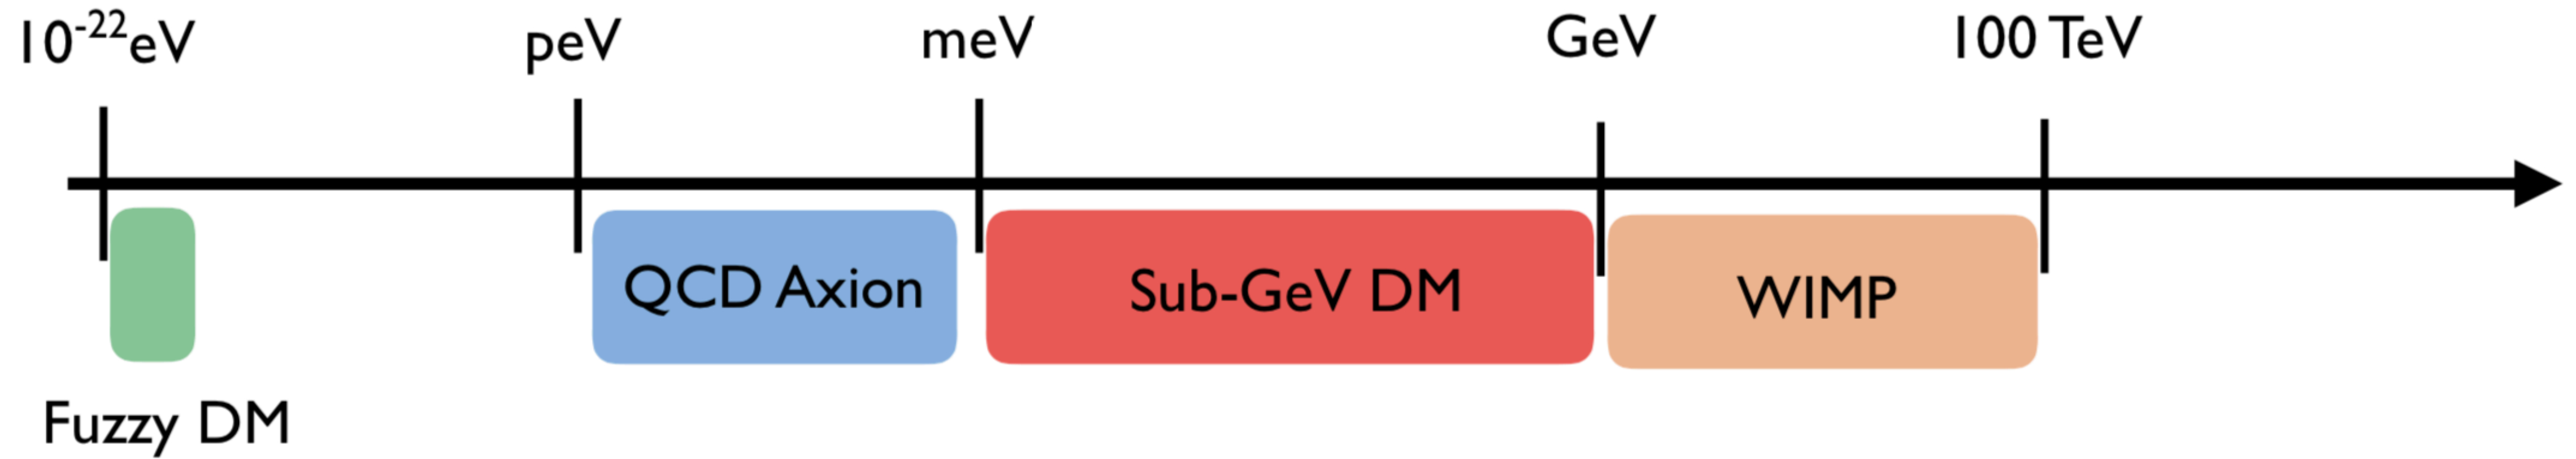 10⁻²²eV
peV
meV
GeV
100 TeV
QCD Axion
Sub-GeV DM
WIMP
Fuzzy DM